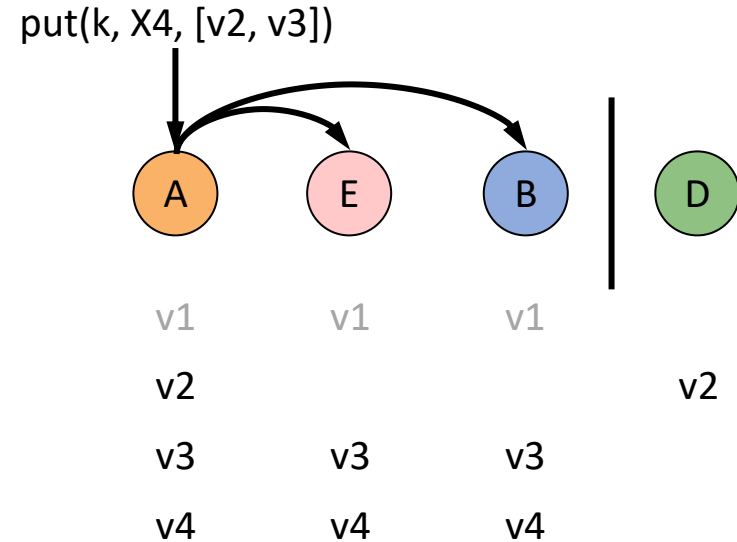 put(k, X4, [v2, v3])
A E B D
v1 v1 v1
v2 v2
v3 v3 v3
v4 v4 v4